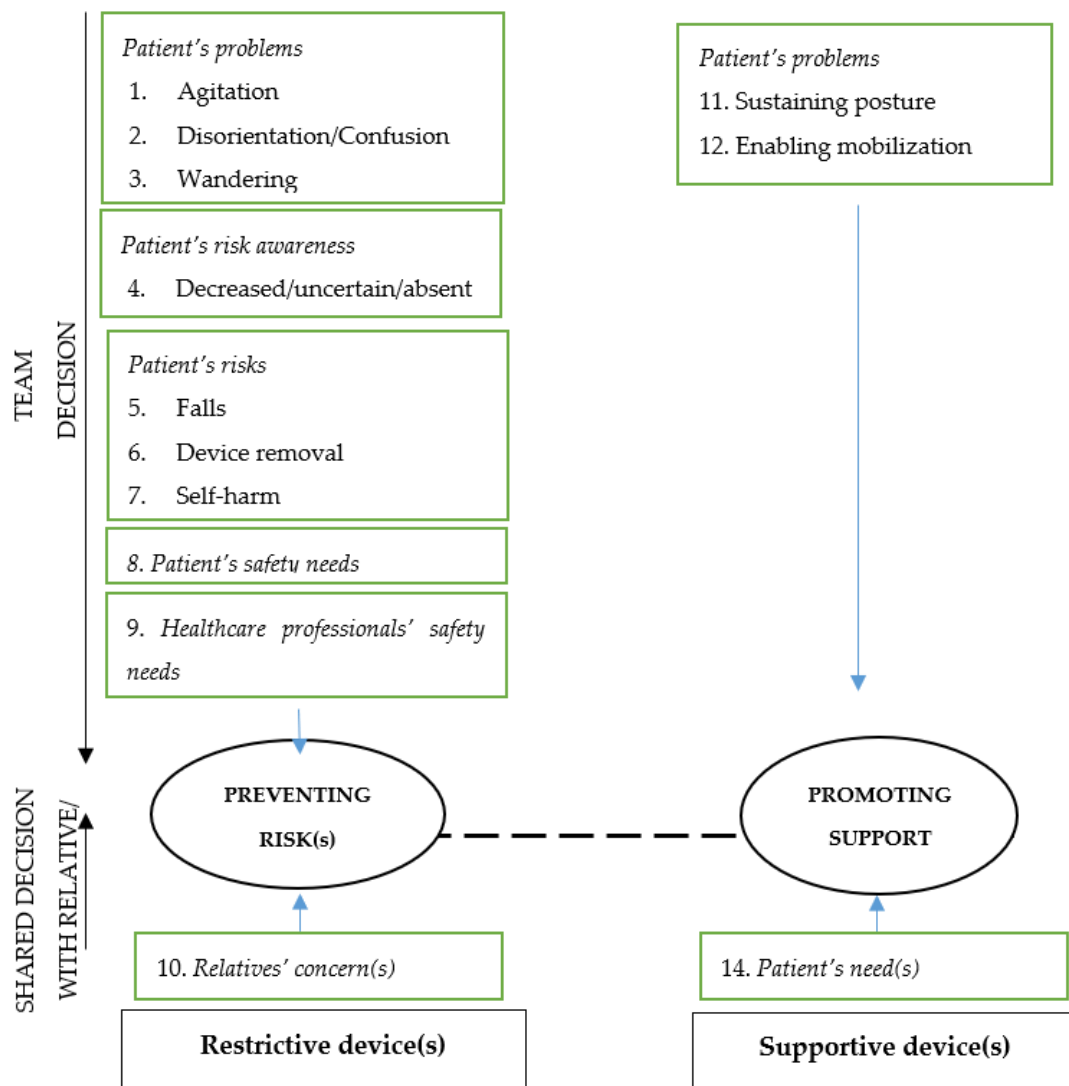 Patient's problems
1. Agitation
2. Disorientation/Confusion
3. Wandering
Patient's risk awareness
4. Decreased/uncertain/absent
Patient's risks
5. Falls
6. Device removal
7. Self-harm
8. Patient's safety needs
9. Healthcare professionals' safety
needs
Patient's problems
11. Sustaining posture
12. Enabling mobilization
TEAM
DECISION
PREVENTING
RISK(s)
PROMOTING
SUPPORT
SHARED DECISION
WITH RELATIVE/
10. Relatives' concern(s)
14. Patient's need(s)
Restrictive device(s)
Supportive device(s)